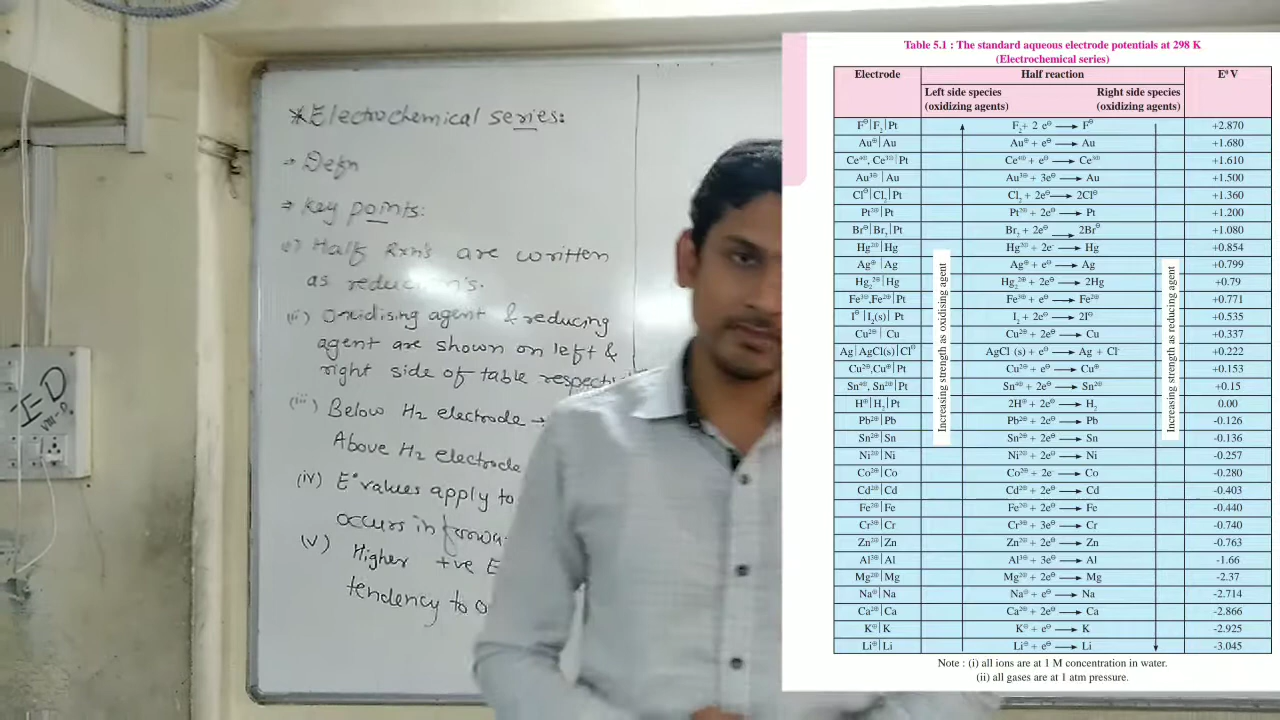 *Electrochemical series:
→ Defn
→ Key points:
i) Half Rxn's are written
as reduc
(ii) Oxidising agent & reducing
agent are shown on left &
right side of table respecti
(iii) Below H₂ electrode →
Above H₂ electrode
(iv) E° values apply to
occurs in forwa
(v) Higher +ve E
tendency to
I-D
Table 5.1 : The standard aqueous electrode potentials at 298 K
(Electrochemical series)
Electrode Half reaction E⁰ V
Left side species Right side species
(oxidizing agents) (oxidizing agents)
Increasing strength as oxidising agent
Increasing strength as reducing agent
F⊖|F₂|Pt F₂+ 2 e⊖ ⟶ F⊖ +2.870
Au⊕|Au Au⊕ + e⊖ ⟶ Au +1.680
Ce⁴⊕, Ce³⊕|Pt Ce⁴⊕ + e⊖ ⟶ Ce³⊕ +1.610
Au³⊕|Au Au³⊕ + 3e⊖ ⟶ Au +1.500
Cl⊖|Cl₂|Pt Cl₂ + 2e⊖ ⟶ 2Cl⊖ +1.360
Pt²⊕|Pt Pt²⊕ + 2e⊖ ⟶ Pt +1.200
Br⊖|Br₂|Pt Br₂ + 2e⊖ ⟶ 2Br⊖ +1.080
Hg²⊕|Hg Hg²⊕ + 2e⁻ ⟶ Hg +0.854
Ag⊕|Ag Ag⊕ + e⊖ ⟶ Ag +0.799
Hg₂²⊕|Hg Hg₂²⊕ + 2e⊖ ⟶ 2Hg +0.79
Fe³⊕,Fe²⊕|Pt Fe³⊕ + e⊖ ⟶ Fe²⊕ +0.771
I⊖|I₂(s)|Pt I₂ + 2e⊖ ⟶ 2I⊖ +0.535
Cu²⊕|Cu Cu²⊕ + 2e⊖ ⟶ Cu +0.337
Ag|AgCl(s)|Cl⊖ AgCl (s) + e⊖ ⟶ Ag + Cl⁻ +0.222
Cu²⊕,Cu⊕|Pt Cu²⊕ + e⊖ ⟶ Cu⊕ +0.153
Sn⁴⊕, Sn²⊕|Pt Sn⁴⊕ + 2e⊖ ⟶ Sn²⊕ +0.15
H⊕|H₂|Pt 2H⊕ + 2e⊖ ⟶ H₂ 0.00
Pb²⊕|Pb Pb²⊕ + 2e⊖ ⟶ Pb -0.126
Sn²⊕|Sn Sn²⊕ + 2e⊖ ⟶ Sn -0.136
Ni²⊕|Ni Ni²⊕ + 2e⊖ ⟶ Ni -0.257
Co²⊕|Co Co²⊕ + 2e⁻ ⟶ Co -0.280
Cd²⊕|Cd Cd²⊕ + 2e⊖ ⟶ Cd -0.403
Fe²⊕|Fe Fe²⊕ + 2e⊖ ⟶ Fe -0.440
Cr³⊕|Cr Cr³⊕ + 3e⊖ ⟶ Cr -0.740
Zn²⊕|Zn Zn²⊕ + 2e⊖ ⟶ Zn -0.763
Al³⊕|Al Al³⊕ + 3e⊖ ⟶ Al -1.66
Mg²⊕|Mg Mg²⊕ + 2e⊖ ⟶ Mg -2.37
Na⊕|Na Na⊕ + e⊖ ⟶ Na -2.714
Ca²⊕|Ca Ca²⊕ + 2e⊖ ⟶ Ca -2.866
K⊕|K K⊕ + e⊖ ⟶ K -2.925
Li⊕|Li Li⊕ + e⊖ ⟶ Li -3.045
Note : (i) all ions are at 1 M concentration in water.
(ii) all gases are at 1 atm pressure.